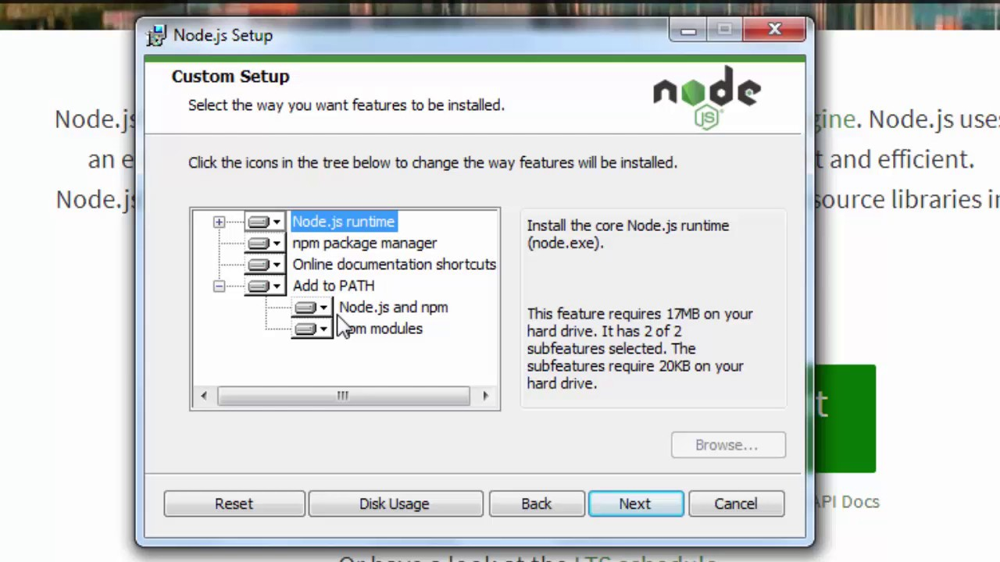 Node.js Setup
Custom Setup
Select the way you want features to be installed.
node
JS
Node.js
gine. Node.js uses
an e
t and efficient.
Node.js
source libraries in
Click the icons in the tree below to change the way features will be installed.
Node.js runtime
npm package manager
Online documentation shortcuts
Add to PATH
Node.js and npm
npm modules
Install the core Node.js runtime
(node.exe).
This feature requires 17MB on your
hard drive. It has 2 of 2
subfeatures selected. The
subfeatures require 20KB on your
hard drive.
t
Browse...
Reset
Disk Usage
Back
Next
Cancel
API Docs
Or have a look at the LTS schedule